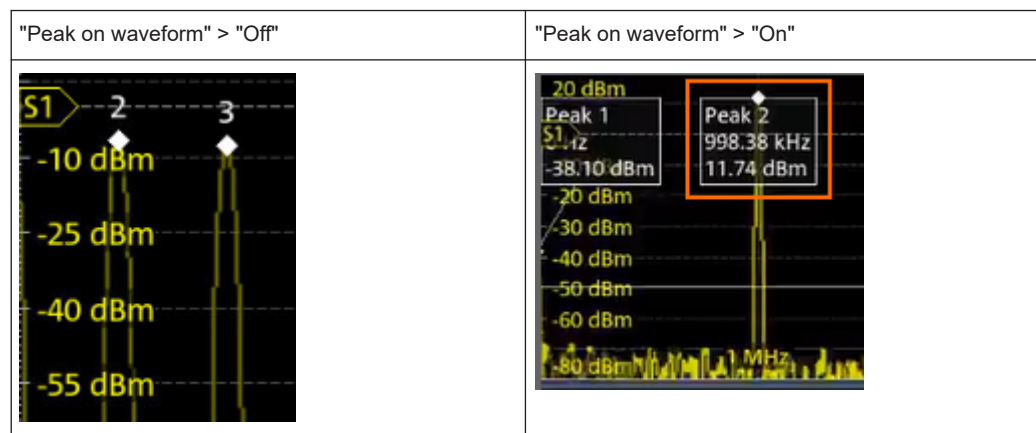 "Peak on waveform" > "Off"
"Peak on waveform" > "On"
S1
2
3
-10 dBm
-25 dBm
-40 dBm
-55 dBm
20 dBm
Peak 1
S1
Hz
-38.10 dBm
Peak 2
998.38 kHz
11.74 dBm
-20 dBm
-30 dBm
-40 dBm
-50 dBm
-60 dBm
1 MHz
-80 dBm